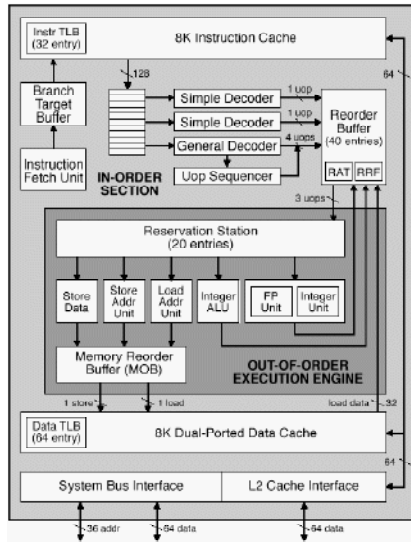 Instr TLB
(32 entry)
8K Instruction Cache
128
64
Branch
Target
Buffer
Instruction
Fetch Unit
IN-ORDER
SECTION
Simple Decoder
Simple Decoder
General Decoder
Uop Sequencer
1 uop
1 uop
4 uops
Reorder
Buffer
(40 entries)
RAT
RRF
3 uops
Reservation Station
(20 entries)
Store
Data
Store
Addr
Unit
Load
Addr
Unit
Integer
ALU
FP
Unit
Integer
Unit
Memory Reorder
Buffer (MOB)
OUT-OF-ORDER
EXECUTION ENGINE
1 store
1 load
load data
32
Data TLB
(64 entry)
8K Dual-Ported Data Cache
64
System Bus Interface
L2 Cache Interface
64
36 addr
64 data
64 data